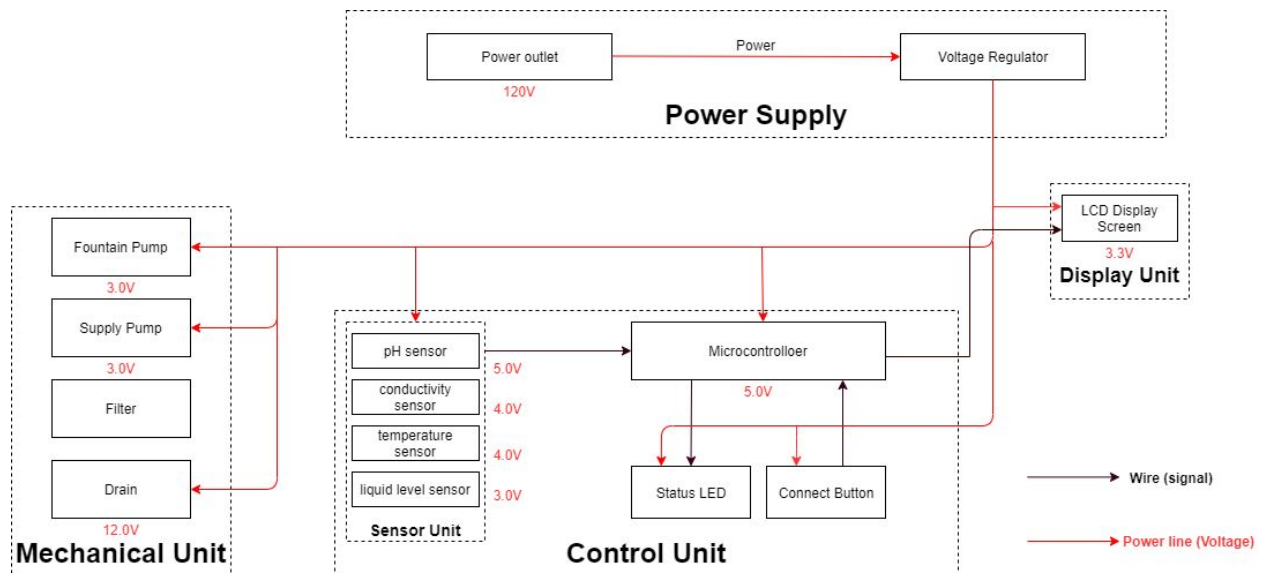 Power outlet
Power
Voltage Regulator
120V
Power Supply
Fountain Pump
3.0V
Supply Pump
3.0V
Filter
Drain
12.0V
Mechanical Unit
pH sensor
5.0V
conductivity
sensor
4.0V
temperature
sensor
4.0V
liquid level sensor
3.0V
Sensor Unit
Microcontrolloer
5.0V
Status LED
Connect Button
Control Unit
LCD Display
Screen
3.3V
Display Unit
Wire (signal)
Power line (Voltage)